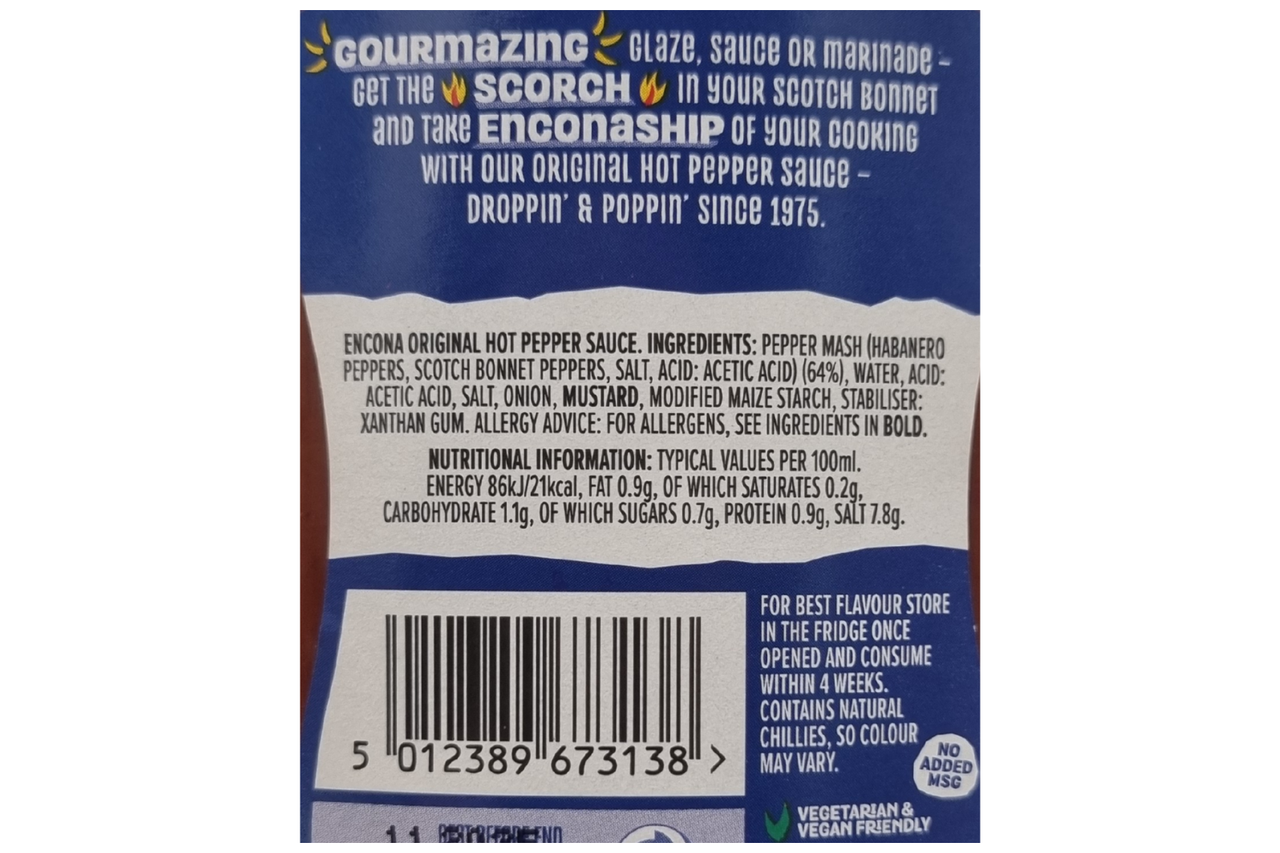 GOURMAZING GLAZE, SAUCE OR MARINADE -
GET THE SCORCH IN YOUR SCOTCH BONNET
AND TAKE ENCONASHIP OF YOUR COOKING
WITH OUR ORIGINAL HOT PEPPER SAUCE -
DROPPIN' & POPPIN' SINCE 1975.
ENCONA ORIGINAL HOT PEPPER SAUCE. INGREDIENTS: PEPPER MASH (HABANERO
PEPPERS, SCOTCH BONNET PEPPERS, SALT, ACID: ACETIC ACID) (64%), WATER, ACID:
ACETIC ACID, SALT, ONION, MUSTARD, MODIFIED MAIZE STARCH, STABILISER:
XANTHAN GUM. ALLERGY ADVICE: FOR ALLERGENS, SEE INGREDIENTS IN BOLD.
NUTRITIONAL INFORMATION: TYPICAL VALUES PER 100ml.
ENERGY 86kJ/21kcal, FAT 0.9g, OF WHICH SATURATES 0.2g,
CARBOHYDRATE 1.1g, OF WHICH SUGARS 0.7g, PROTEIN 0.9g, SALT 7.8g.
5 012389 673138 >
FOR BEST FLAVOUR STORE
IN THE FRIDGE ONCE
OPENED AND CONSUME
WITHIN 4 WEEKS.
CONTAINS NATURAL
CHILLIES, SO COLOUR
MAY VARY.
NO
ADDED
MSG
VEGETARIAN &
VEGAN FRIENDLY
BEST BEFORE END